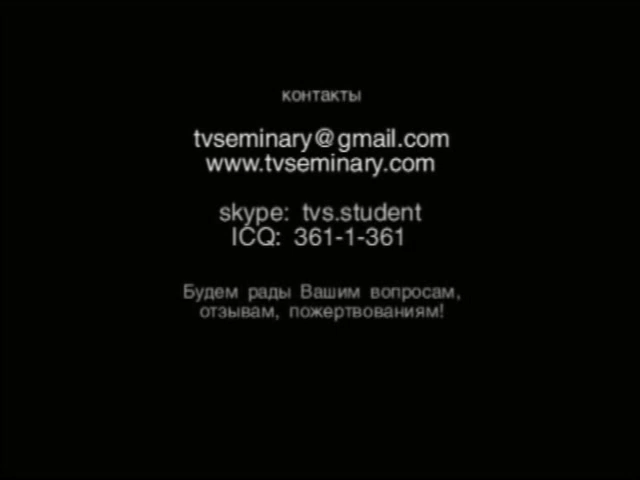 контакты
tvseminary@gmail.com
www.tvseminary.com
skype: tvs.student
ICQ: 361-1-361
Будем рады Вашим вопросам,
отзывам, пожертвованиям!